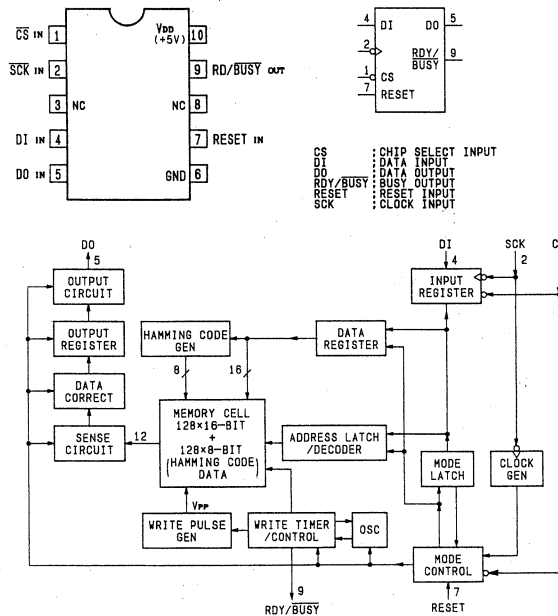 CS IN 1
SCK IN 2
3 NC
DI IN 4
DO IN 5
VDD
(+5V) 10
9 RD/BUSY OUT
NC 8
7 RESET IN
GND 6
4 DI DO 5
2
RDY/
BUSY 9
1 CS
7 RESET
CS : CHIP SELECT INPUT
DI : DATA INPUT
DO : DATA OUTPUT
RDY/BUSY : BUSY OUTPUT
RESET : RESET INPUT
SCK : CLOCK INPUT
DO
5
DI
4
SCK
2
C
OUTPUT
CIRCUIT
INPUT
REGISTER
OUTPUT
REGISTER
HAMMING CODE
GEN
DATA
REGISTER
8
16
DATA
CORRECT
MEMORY CELL
128×16-BIT
+
128×8-BIT
(HAMMING CODE
DATA)
SENSE
CIRCUIT
12
ADDRESS LATCH
/DECODER
MODE
LATCH
CLOCK
GEN
VPP
WRITE PULSE
GEN
WRITE TIMER
/CONTROL
OSC
MODE
CONTROL
9
RDY/BUSY
7
RESET